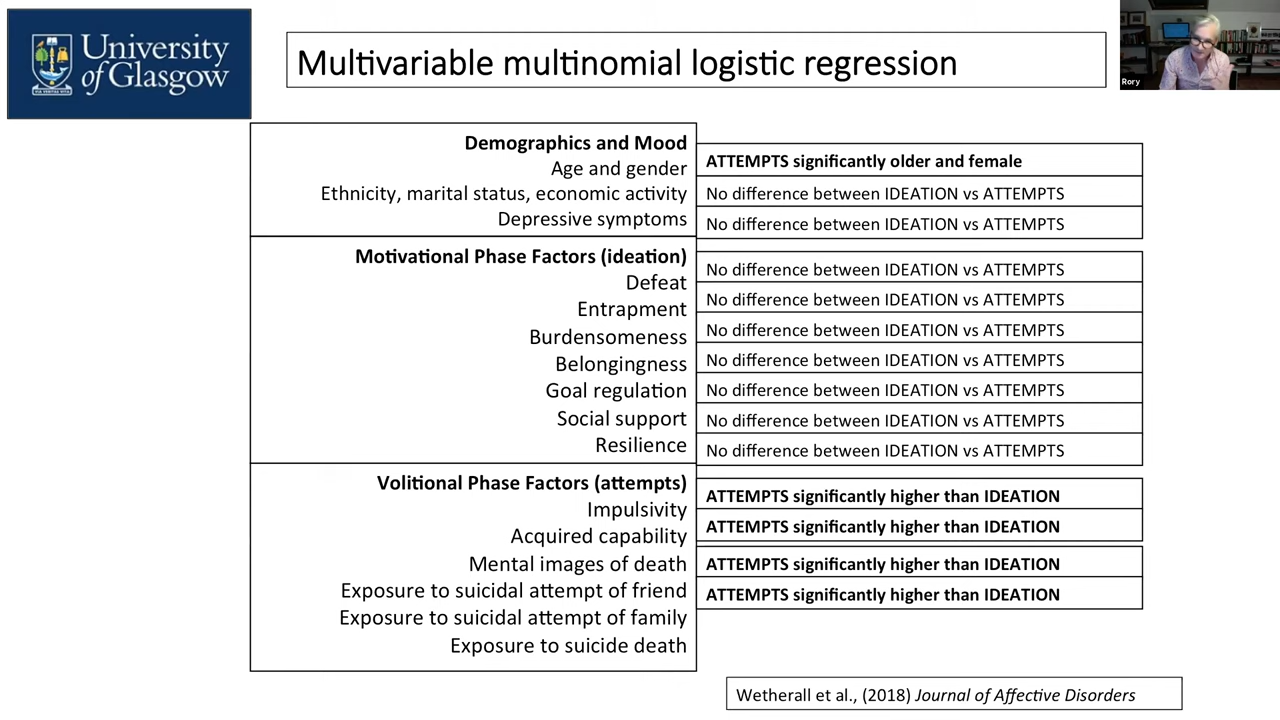 University
of Glasgow
Multivariable multinomial logistic regression
Rory
Demographics and Mood
Age and gender
Ethnicity, marital status, economic activity
Depressive symptoms
ATTEMPTS significantly older and female
No difference between IDEATION vs ATTEMPTS
No difference between IDEATION vs ATTEMPTS
Motivational Phase Factors (ideation)
Defeat
Entrapment
Burdensomeness
Belongingness
Goal regulation
Social support
Resilience
No difference between IDEATION vs ATTEMPTS
No difference between IDEATION vs ATTEMPTS
No difference between IDEATION vs ATTEMPTS
No difference between IDEATION vs ATTEMPTS
No difference between IDEATION vs ATTEMPTS
No difference between IDEATION vs ATTEMPTS
No difference between IDEATION vs ATTEMPTS
Volitional Phase Factors (attempts)
Impulsivity
Acquired capability
Mental images of death
Exposure to suicidal attempt of friend
Exposure to suicidal attempt of family
Exposure to suicide death
ATTEMPTS significantly higher than IDEATION
ATTEMPTS significantly higher than IDEATION
ATTEMPTS significantly higher than IDEATION
ATTEMPTS significantly higher than IDEATION
Wetherall et al., (2018) Journal of Affective Disorders